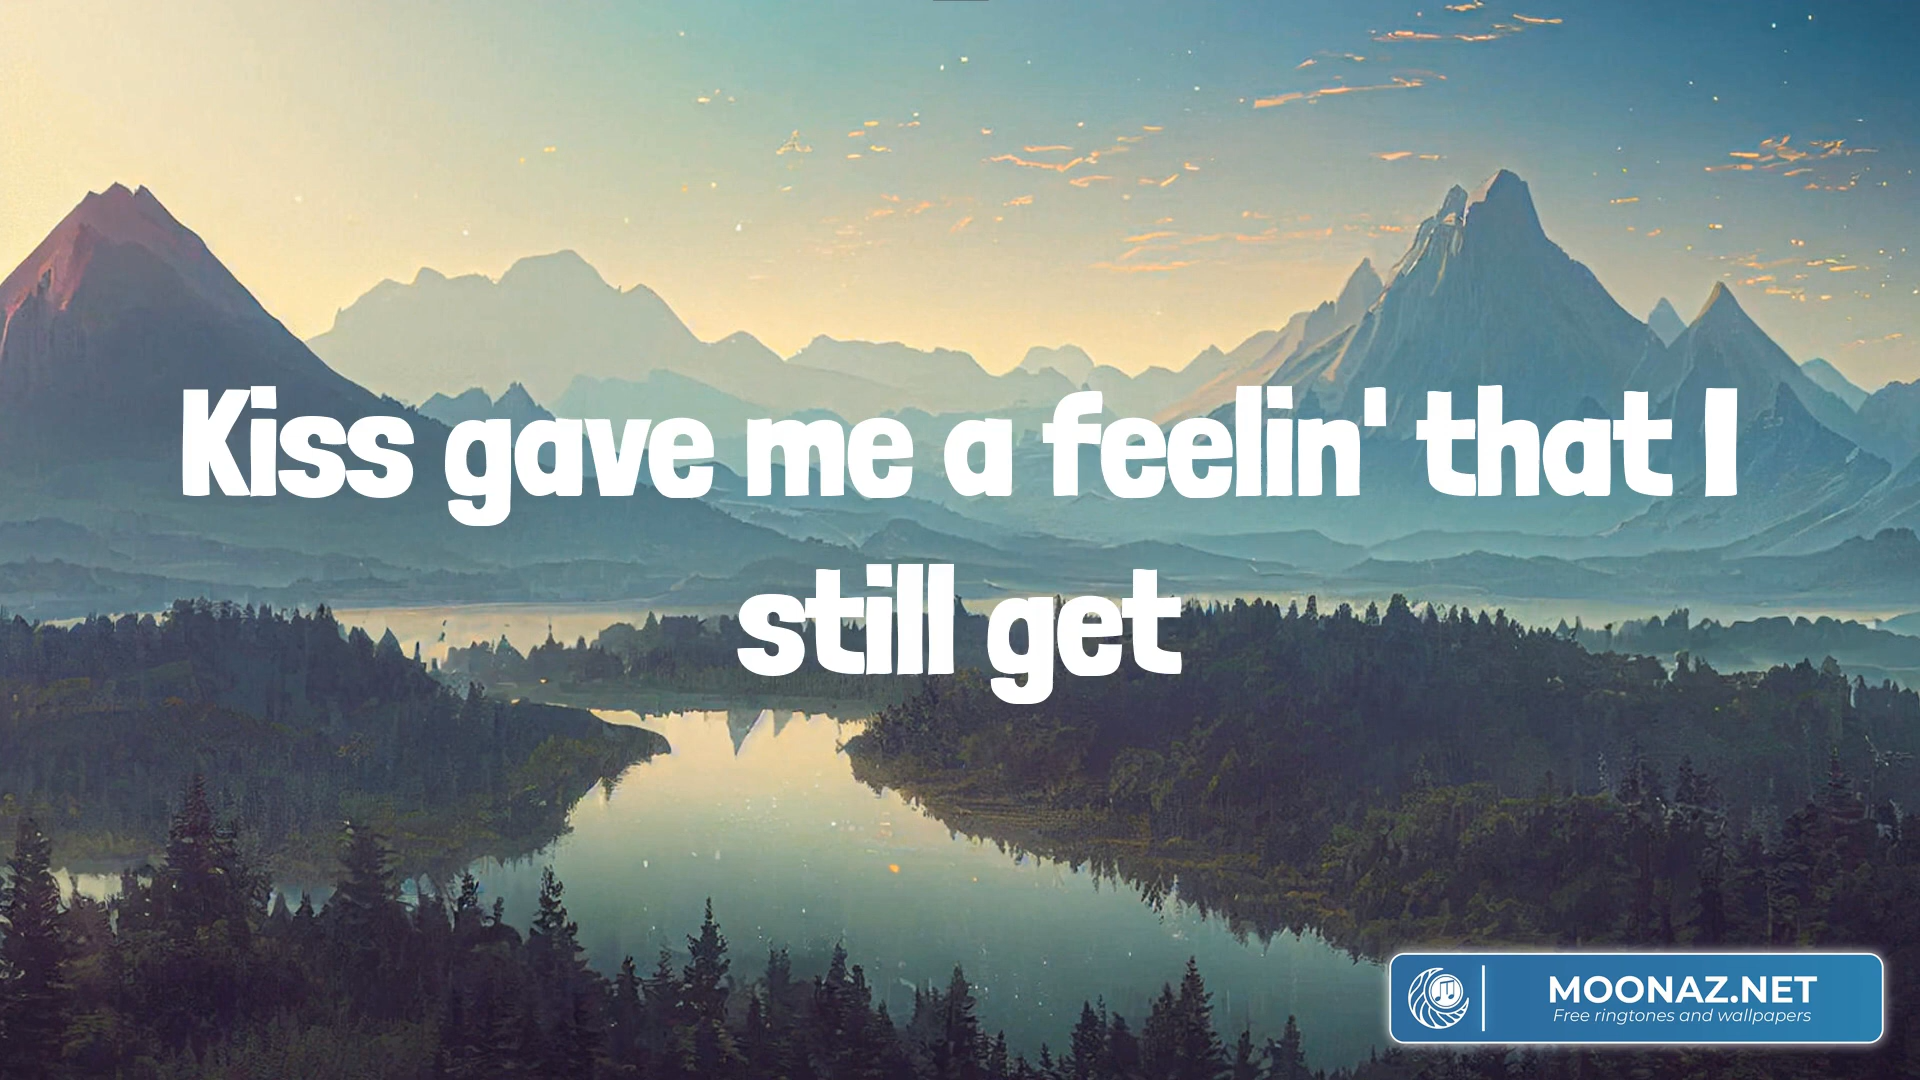 Kiss gave me a feelin' that I
still get
MOONAZ.NET
Free ringtones and wallpapers